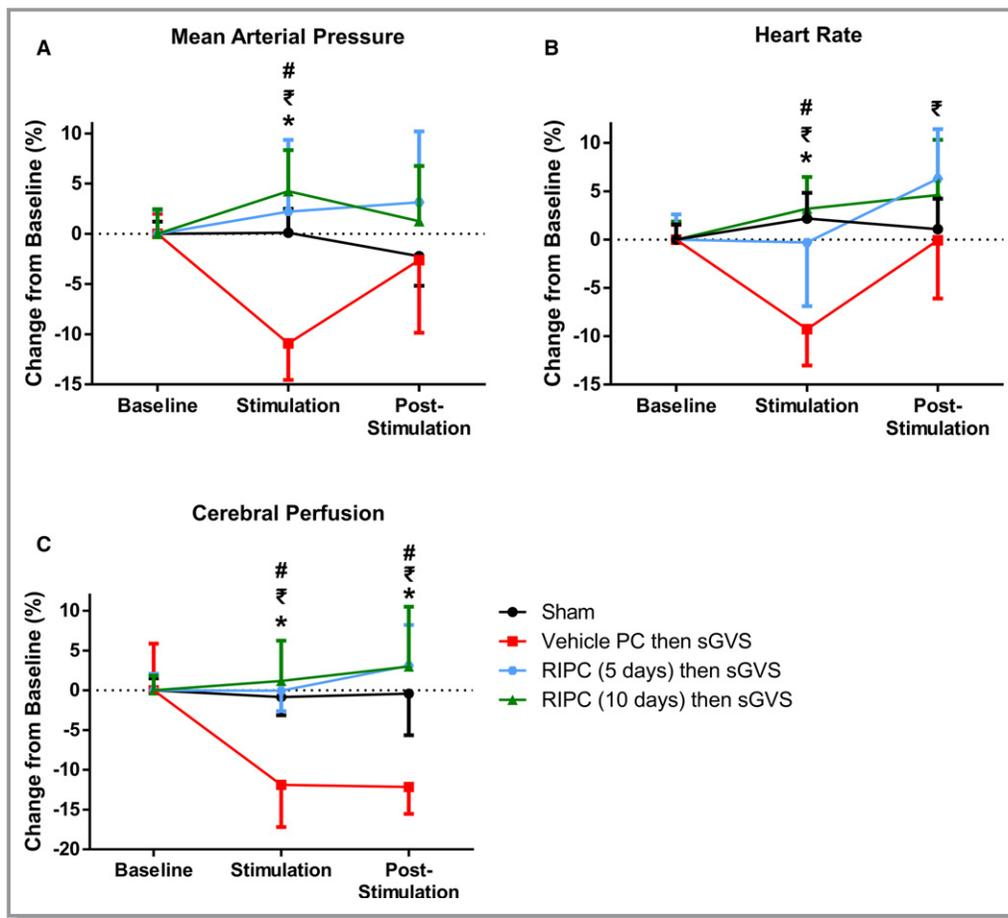 A
Mean Arterial Pressure
#
₹
*
Change from Baseline (%)
10
5
0
-5
-10
-15
Baseline
Stimulation
Post-
Stimulation
B
Heart Rate
#
₹
*
₹
Change from Baseline (%)
10
5
0
-5
-10
-15
Baseline
Stimulation
Post-
Stimulation
C
Cerebral Perfusion
#
₹
*
#
₹
*
Change from Baseline (%)
10
5
0
-5
-10
-15
-20
Baseline
Stimulation
Post-
Stimulation
Sham
Vehicle PC then sGVS
RIPC (5 days) then sGVS
RIPC (10 days) then sGVS